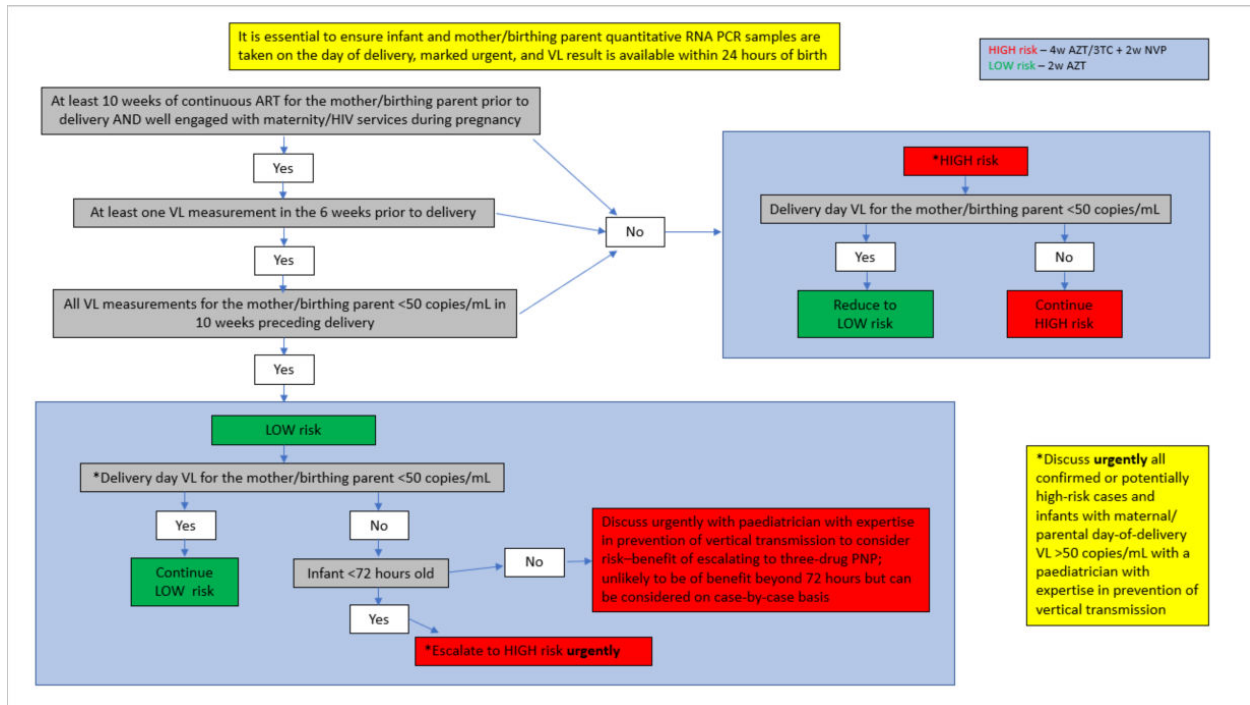 It is essential to ensure infant and mother/birthing parent quantitative RNA PCR samples are
taken on the day of delivery, marked urgent, and VL result is available within 24 hours of birth
HIGH risk – 4w AZT/3TC + 2w NVP
LOW risk – 2w AZT
At least 10 weeks of continuous ART for the mother/birthing parent prior to
delivery AND well engaged with maternity/HIV services during pregnancy
Yes
At least one VL measurement in the 6 weeks prior to delivery
Yes
All VL measurements for the mother/birthing parent <50 copies/mL in
10 weeks preceding delivery
Yes
No
*HIGH risk
Delivery day VL for the mother/birthing parent <50 copies/mL
Yes
No
Reduce to
LOW risk
Continue
HIGH risk
LOW risk
*Delivery day VL for the mother/birthing parent <50 copies/mL
Yes
No
Continue
LOW risk
Infant <72 hours old
No
Yes
Discuss urgently with paediatrician with expertise
in prevention of vertical transmission to consider
risk–benefit of escalating to three-drug PNP;
unlikely to be of benefit beyond 72 hours but can
be considered on case-by-case basis
*Escalate to HIGH risk urgently
*Discuss urgently all
confirmed or potentially
high-risk cases and
infants with maternal/
parental day-of-delivery
VL >50 copies/mL with a
paediatrician with
expertise in prevention of
vertical transmission